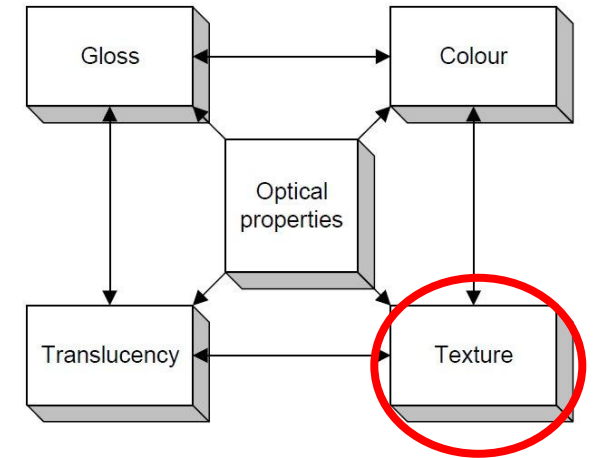 Gloss
Colour
Optical
properties
Translucency
Texture